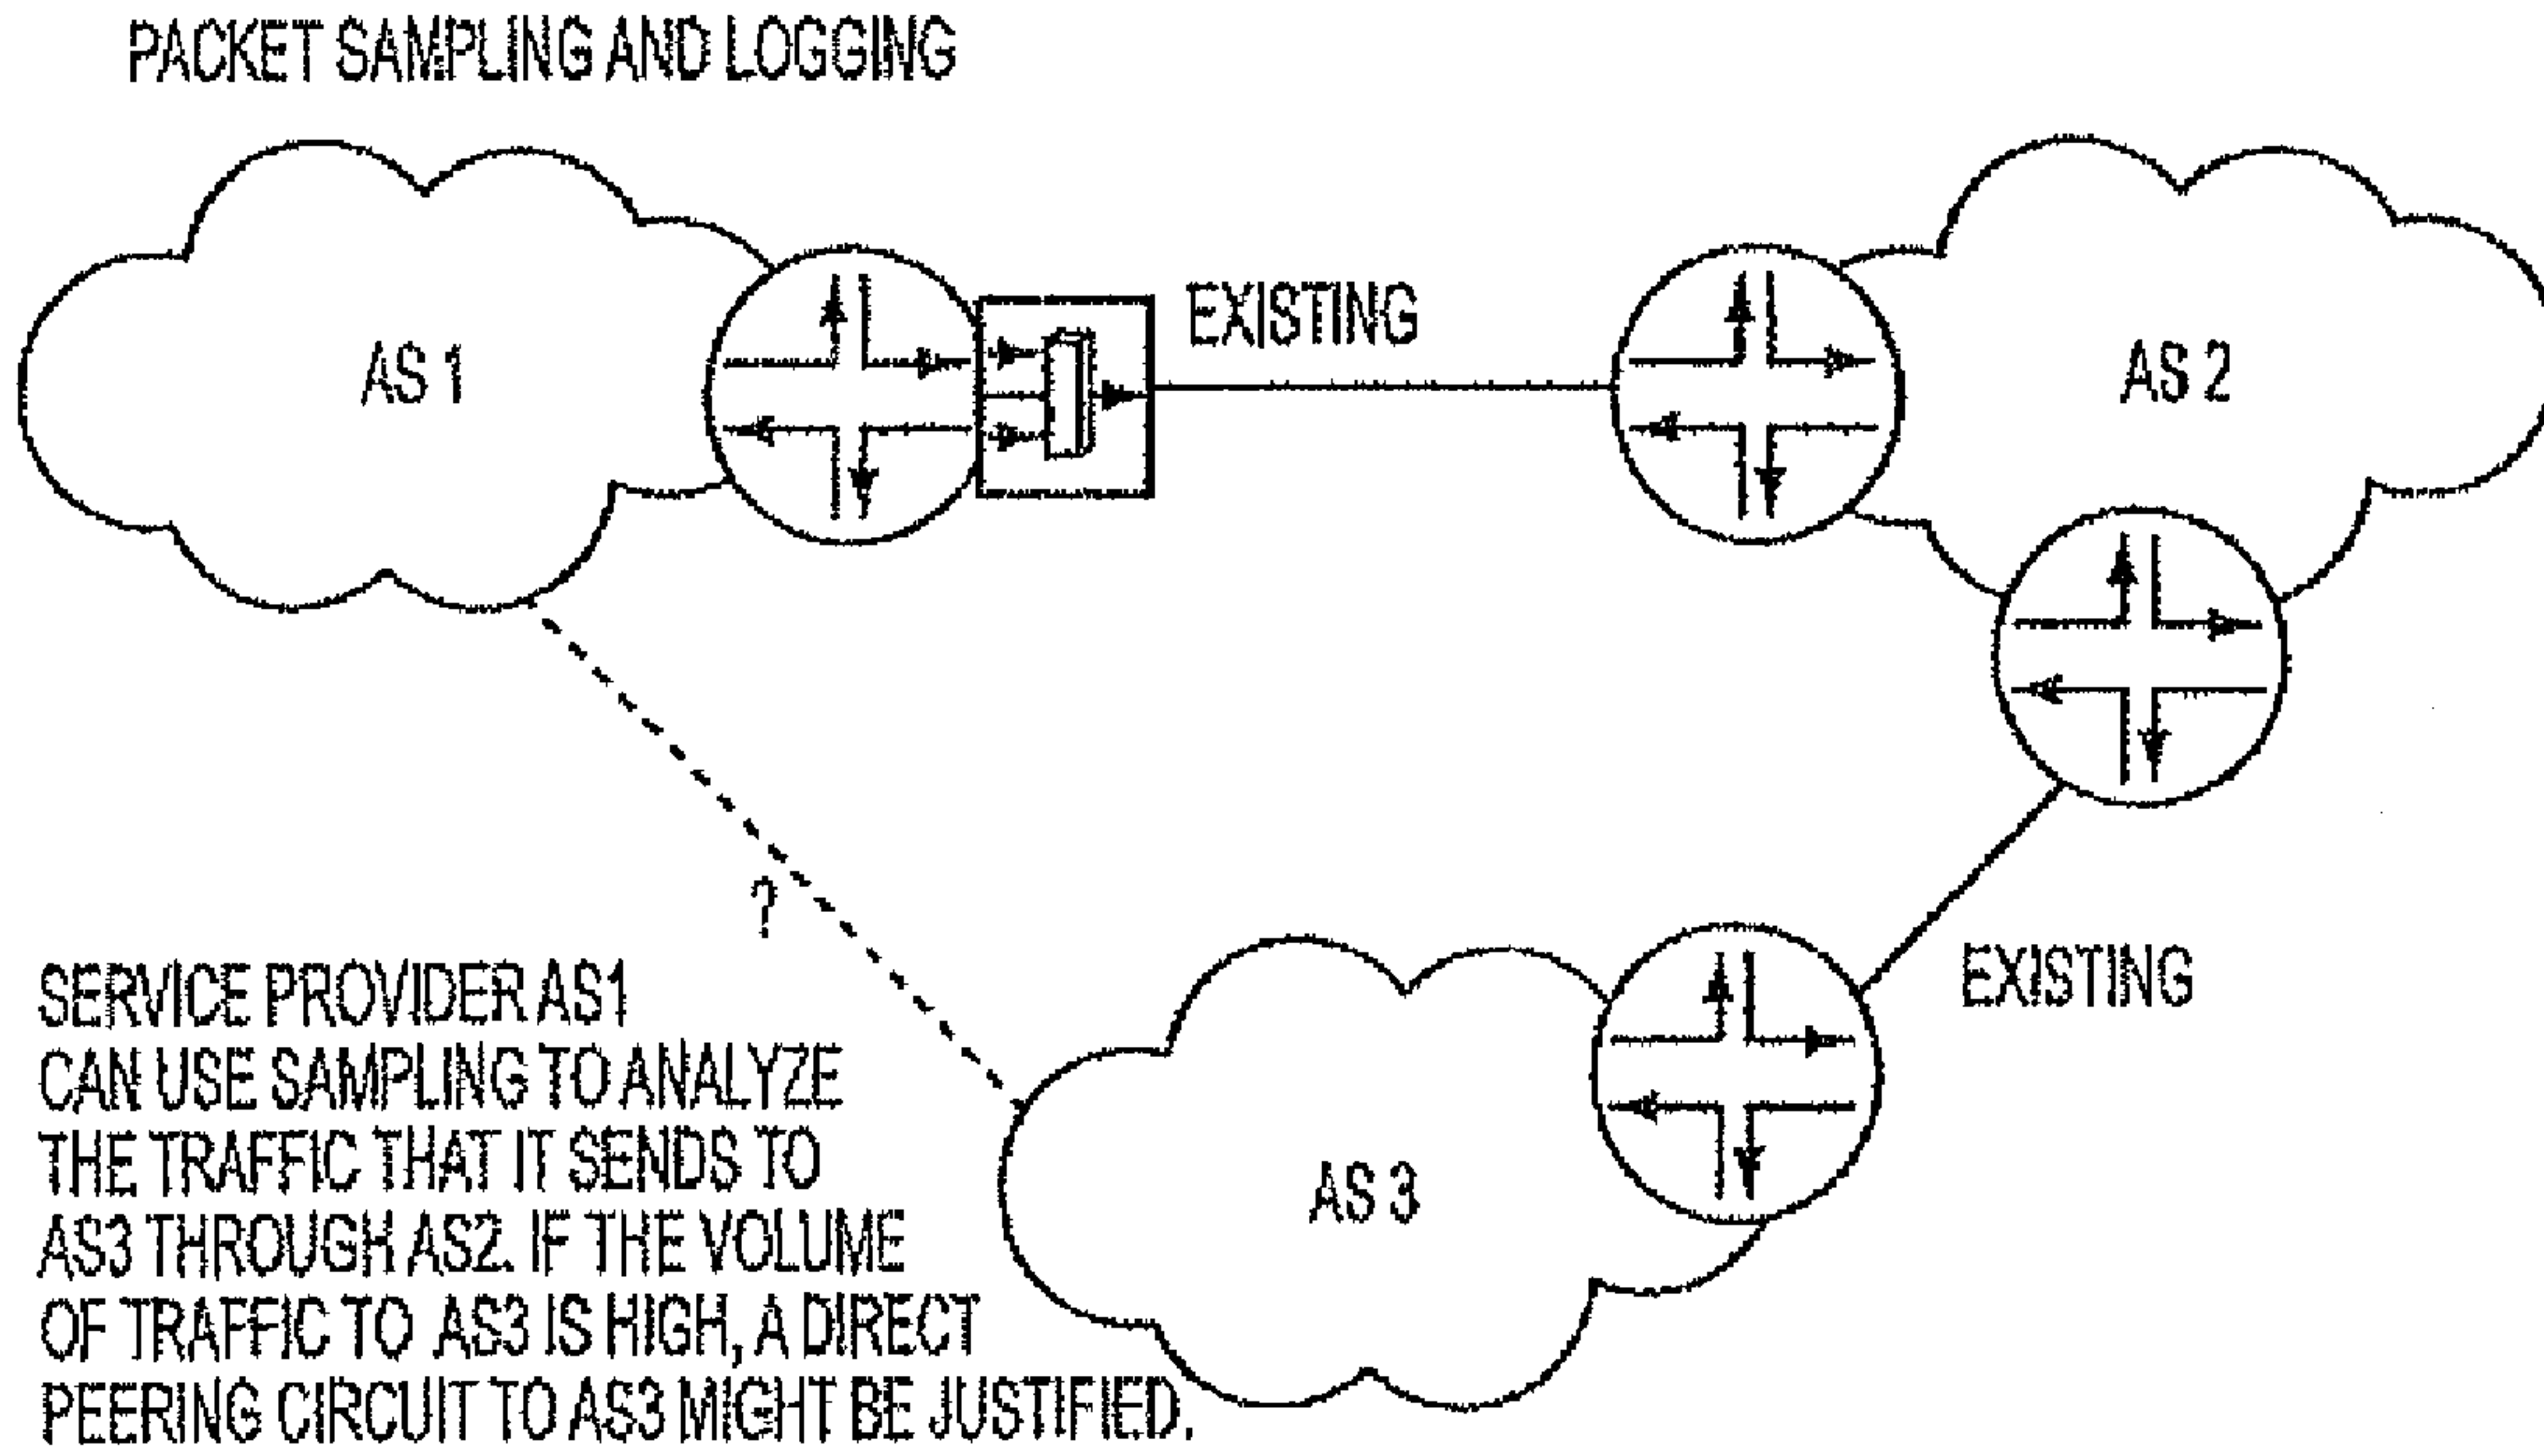 PACKET SAMPLING AND LOGGING
EXISTING
AS 1
AS 2
?
EXISTING
AS 3
SERVICE PROVIDER AS1
CAN USE SAMPLING TO ANALYZE
THE TRAFFIC THAT IT SENDS TO
AS3 THROUGH AS2. IF THE VOLUME
OF TRAFFIC TO AS3 IS HIGH, A DIRECT
PEERING CIRCUIT TO AS3 MIGHT BE JUSTIFIED.